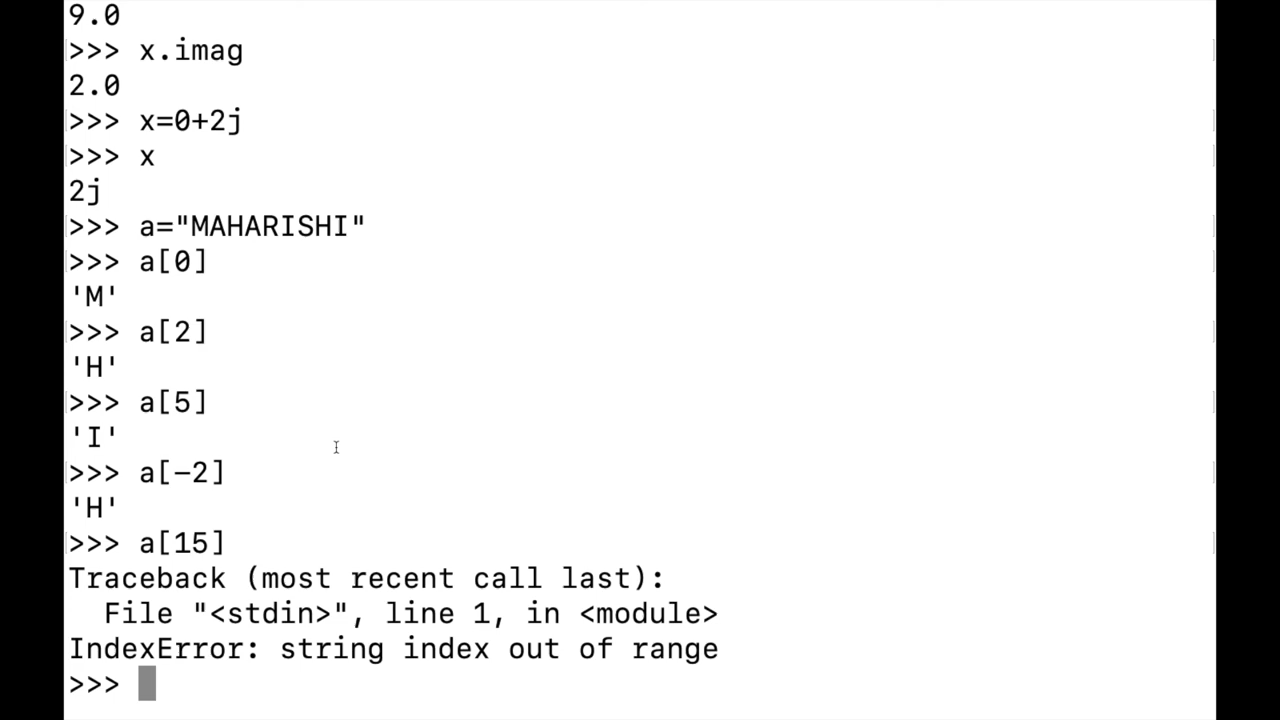 9.0
>>> x.imag
2.0
>>> x=0+2j
>>> x
2j
>>> a="MAHARISHI"
>>> a[0]
'M'
>>> a[2]
'H'
>>> a[5]
'I'
>>> a[-2]
'H'
>>> a[15]
Traceback (most recent call last):
  File "<stdin>", line 1, in <module>
IndexError: string index out of range
>>>